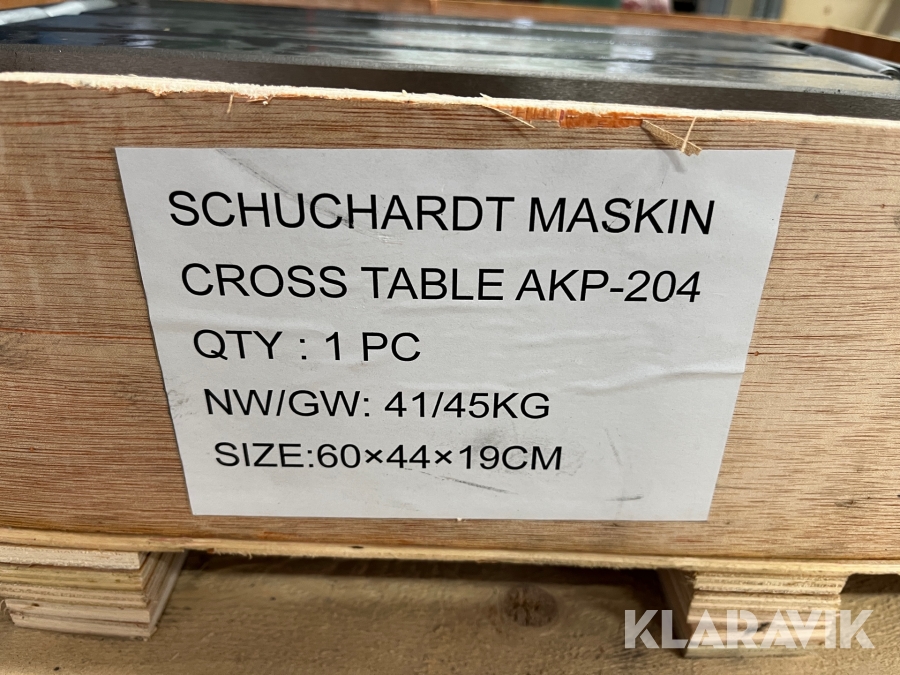 SCHUCHARDT MASKIN
CROSS TABLE AKP-204
QTY : 1 PC
NW/GW: 41/45KG
SIZE:60×44×19CM
KLARAVIK